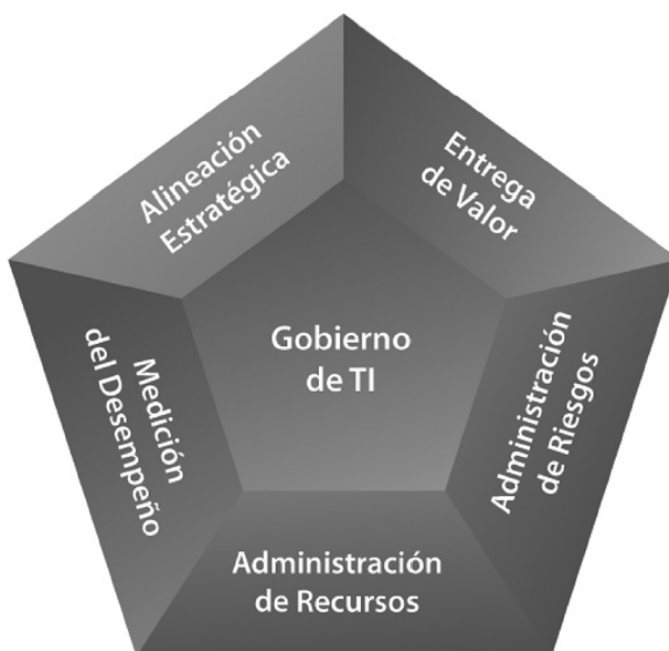 Alineación
Estratégica
Entrega
de Valor
Gobierno
de TI
Medición
del Desempeño
Administración
de Riesgos
Administración
de Recursos